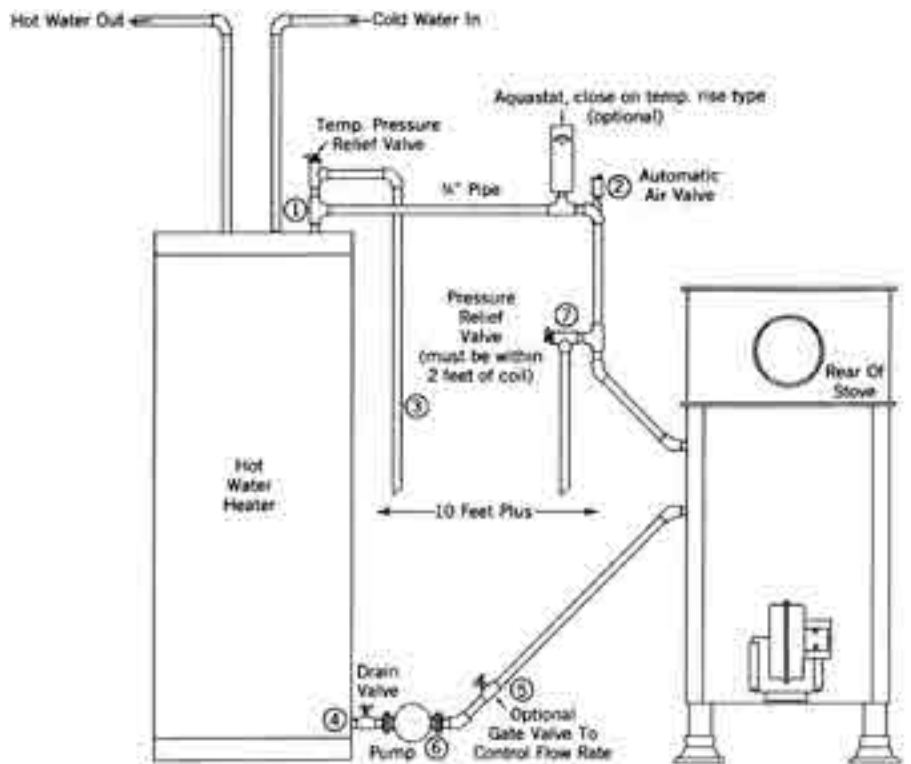 Hot Water Out
Cold Water In
Aquastat, close on temp. rise type
(optional)
Temp. Pressure
Relief Valve
②
Automatic
Air Valve
¾" Pipe
①
Pressure
Relief
Valve
(must be within
2 feet of coil)
⑦
Rear Of
Stove
③
Hot
Water
Heater
10 Feet Plus
Drain
Valve
④
Pump
⑥
⑤
Optional
Gate Valve To
Control Flow Rate